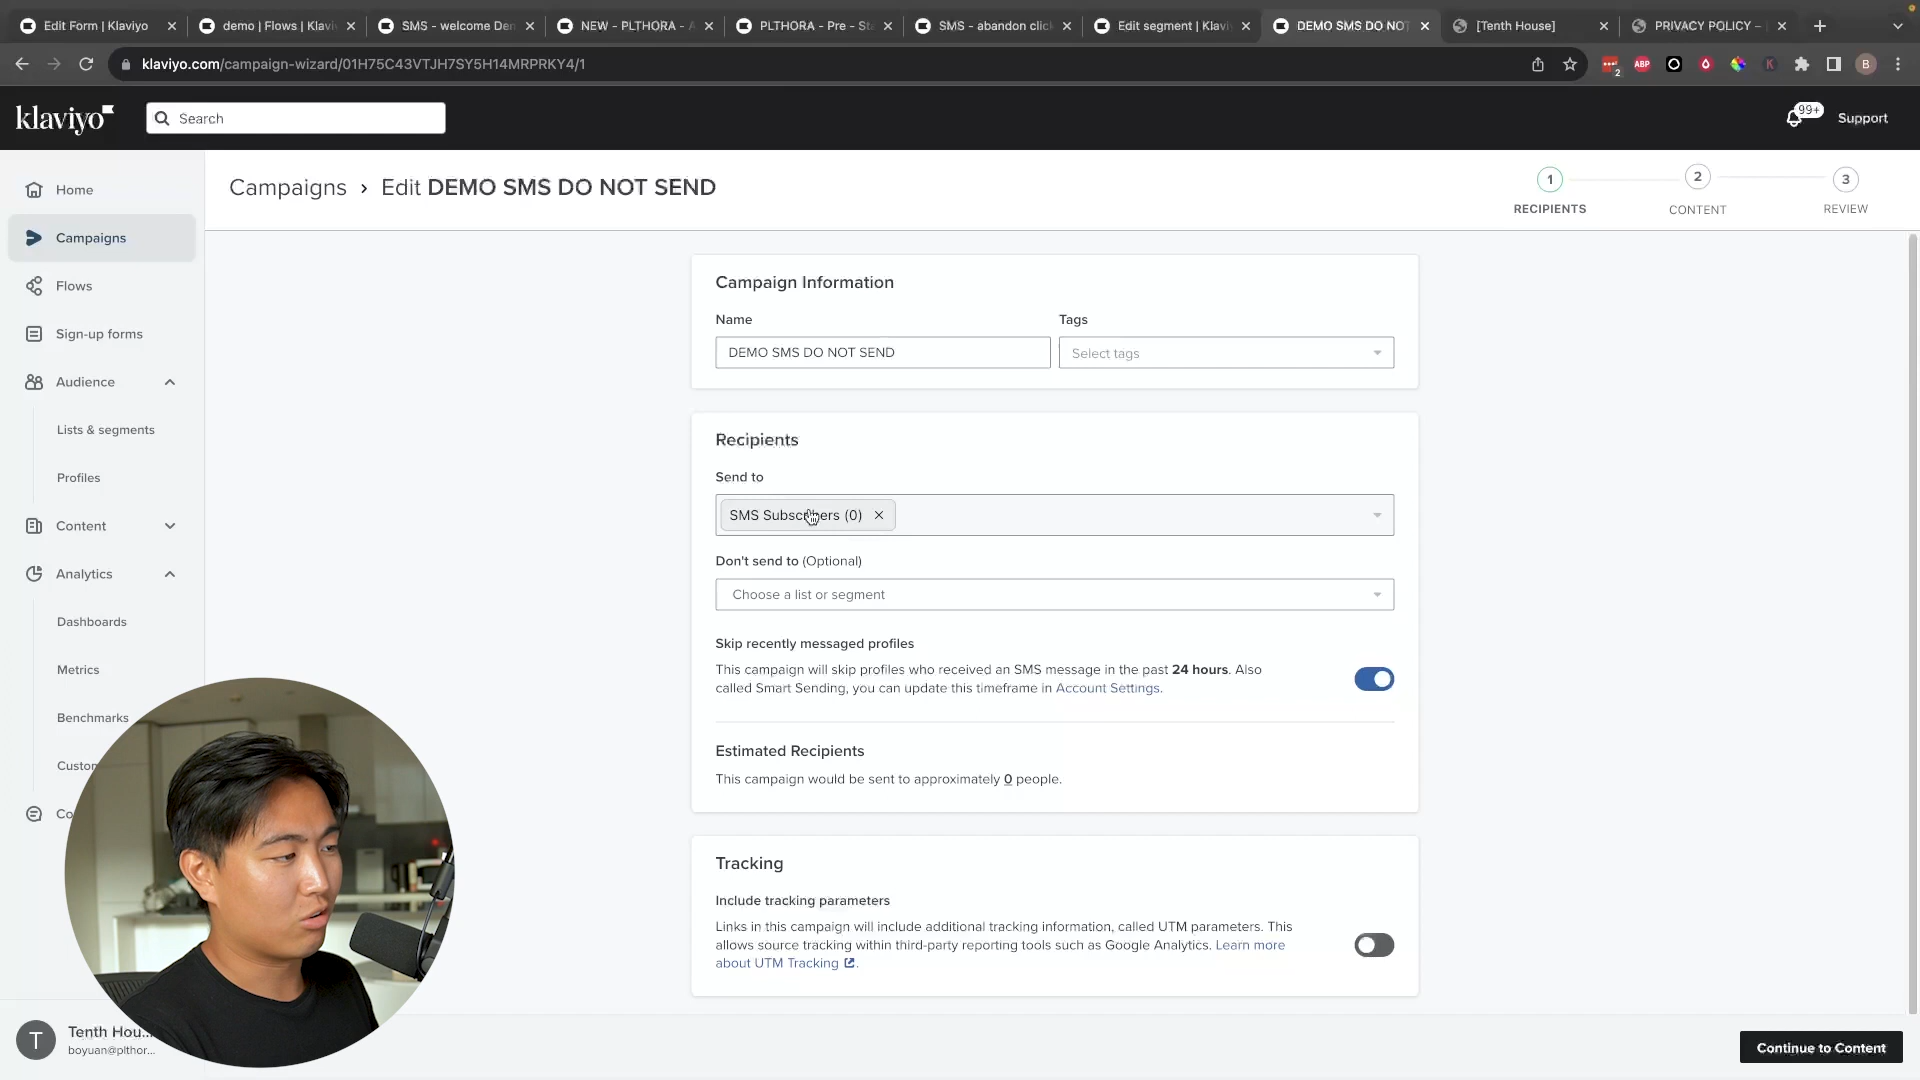 Edit Form | Klaviyo
demo | Flows | Klavi
SMS - welcome Den
NEW - PLTHORA - A
PLTHORA - Pre - Sta
SMS - abandon click
Edit segment | Klavi
DEMO SMS DO NOT
[Tenth House]
PRIVACY POLICY –
klaviyo.com/campaign-wizard/01H75C43VTJH7SY5H14MRPRKY4/1
2
ABP
K
B
klaviyo
Search
99+
Support
Home
Campaigns
Flows
Sign-up forms
Audience
Lists & segments
Profiles
Content
Analytics
Dashboards
Metrics
Benchmarks
Custom
Co
T
Tenth Hou...
boyuan@plthor...
Campaigns › Edit DEMO SMS DO NOT SEND
1
RECIPIENTS
2
CONTENT
3
REVIEW
Campaign Information
Name
Tags
DEMO SMS DO NOT SEND
Select tags
Recipients
Send to
SMS Subscribers (0)
Don't send to (Optional)
Choose a list or segment
Skip recently messaged profiles
This campaign will skip profiles who received an SMS message in the past 24 hours. Also
called Smart Sending, you can update this timeframe in Account Settings.
Estimated Recipients
This campaign would be sent to approximately 0 people.
Tracking
Include tracking parameters
Links in this campaign will include additional tracking information, called UTM parameters. This
allows source tracking within third-party reporting tools such as Google Analytics. Learn more
about UTM Tracking .
Continue to Content